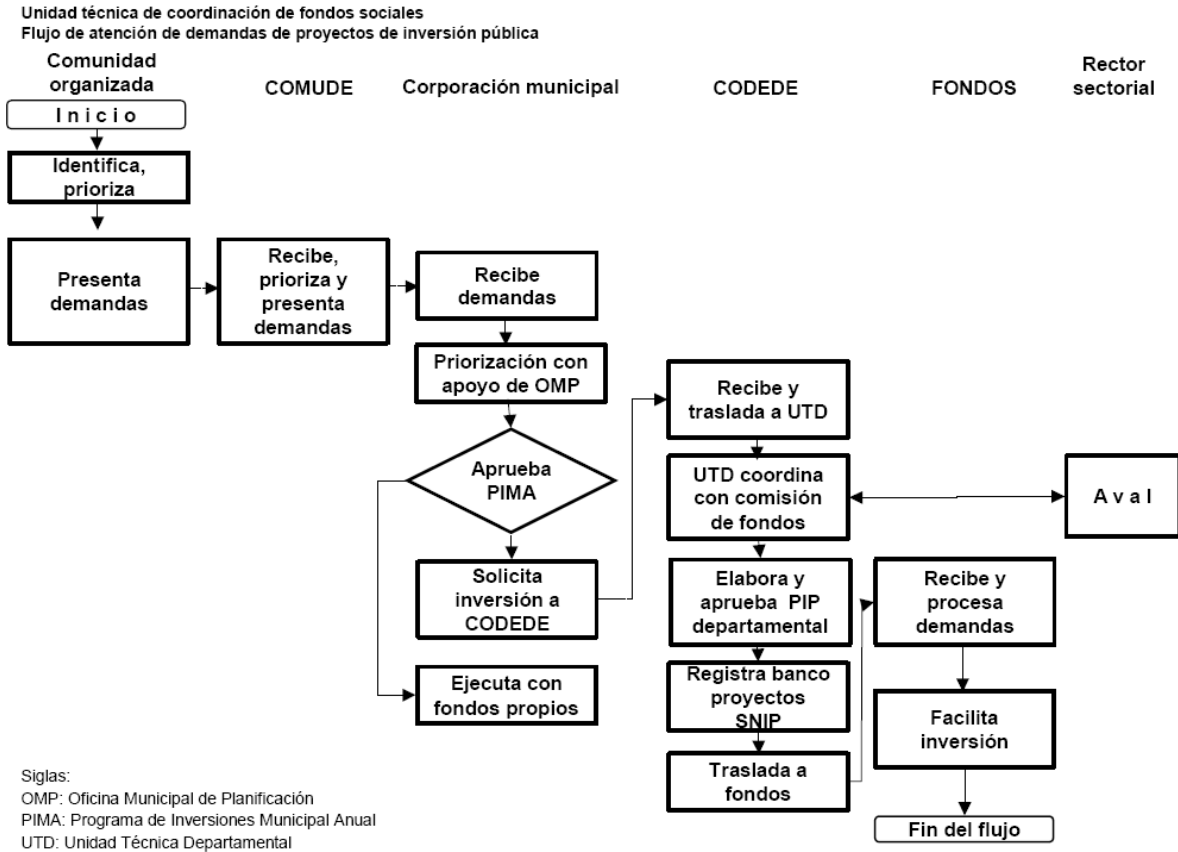 Unidad técnica de coordinación de fondos sociales
Flujo de atención de demandas de proyectos de inversión pública
Comunidad
organizada
COMUDE
Corporación municipal
CODEDE
FONDOS
Rector
sectorial
I n i c i o
Identifica,
prioriza
Presenta
demandas
Recibe,
prioriza y
presenta
demandas
Recibe
demandas
Priorización con
apoyo de OMP
Aprueba
PIMA
Solicita
inversión a
CODEDE
Ejecuta con
fondos propios
Recibe y
traslada a UTD
UTD coordina
con comisión
de fondos
Elabora y
aprueba PIP
departamental
Registra banco
proyectos
SNIP
Traslada a
fondos
Recibe y
procesa
demandas
Facilita
inversión
Fin del flujo
A v a l
Siglas:
OMP: Oficina Municipal de Planificación
PIMA: Programa de Inversiones Municipal Anual
UTD: Unidad Técnica Departamental